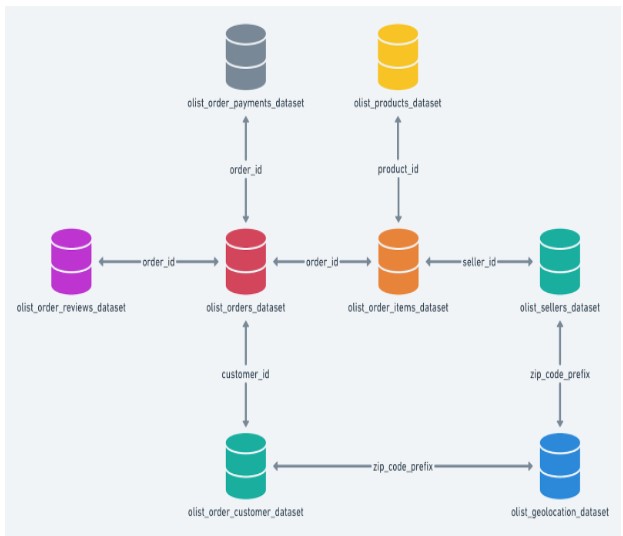 olist_order_payments_dataset
olist_products_dataset
order_id
product_id
order_id
order_id
seller_id
olist_order_reviews_dataset
olist_orders_dataset
olist_order_items_dataset
olist_sellers_dataset
customer_id
zip_code_prefix
zip_code_prefix
olist_order_customer_dataset
olist_geolocation_dataset